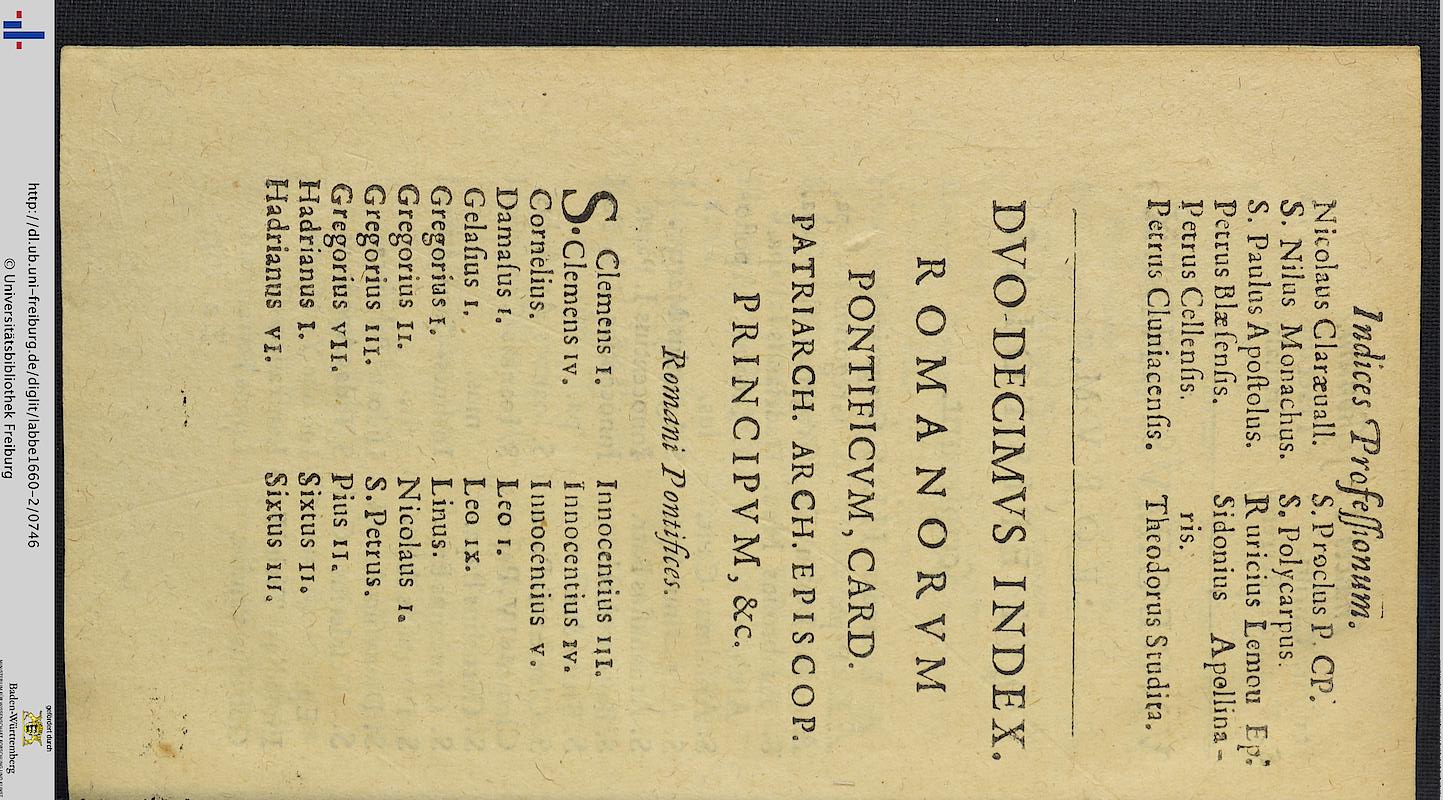 Indices Profeſſionum.
Nicolaus Claræuall.
S. Nilus Monachus.
S. Paulus Apoſtolus.
Petrus Blæſenſis.
Petrus Cellenſis.
Petrus Cluniacenſis.
S. Proclus P. CP.
S. Polycarpus.
Ruricius Lemou Ep.
Sidonius Apollina-
ris.
Theodorus Studita.
DVO-DECIMVS INDEX.
ROMANORVM
PONTIFICVM, CARD.
PATRIARCH. ARCH. EPISCOP.
PRINCIPVM, &c.
Romani Pontifices.
S. Clemens I.
Clemens IV.
Cornelius.
Damaſus I.
Gelaſius I.
Gregorius I.
Gregorius II.
Gregorius III.
Gregorius VII.
Hadrianus I.
Hadrianus VI.
Innocentius III.
Innocentius IV.
Innocentius V.
Leo I.
Leo IX.
Linus.
Nicolaus I.
S. Petrus.
Pius II.
Sixtus II.
Sixtus III.
http://dl.ub.uni-freiburg.de/diglit/labbe1660-2/0746
© Universitätsbibliothek Freiburg
gefördert durch
Baden-Württemberg